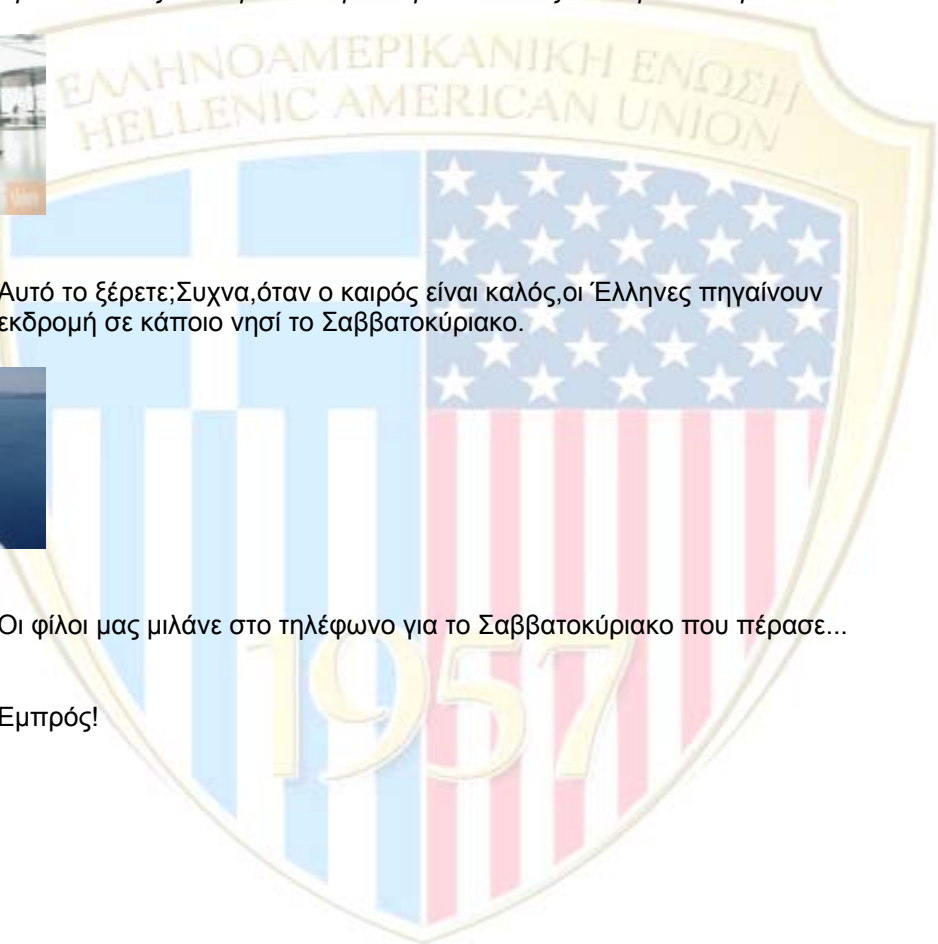 ΕΛΛΗΝΟΑΜΕΡΙΚΑΝΙΚΗ ΕΝΩΣΗ
HELLENIC AMERICAN UNION
Αυτό το ξέρετε;Συχνα,όταν ο καιρός είναι καλός,οι Έλληνες πηγαίνουν
εκδρομή σε κάποιο νησί το Σαββατοκύριακο.
Οι φίλοι μας μιλάνε στο τηλέφωνο για το Σαββατοκύριακο που πέρασε...
1957
Εμπρός!